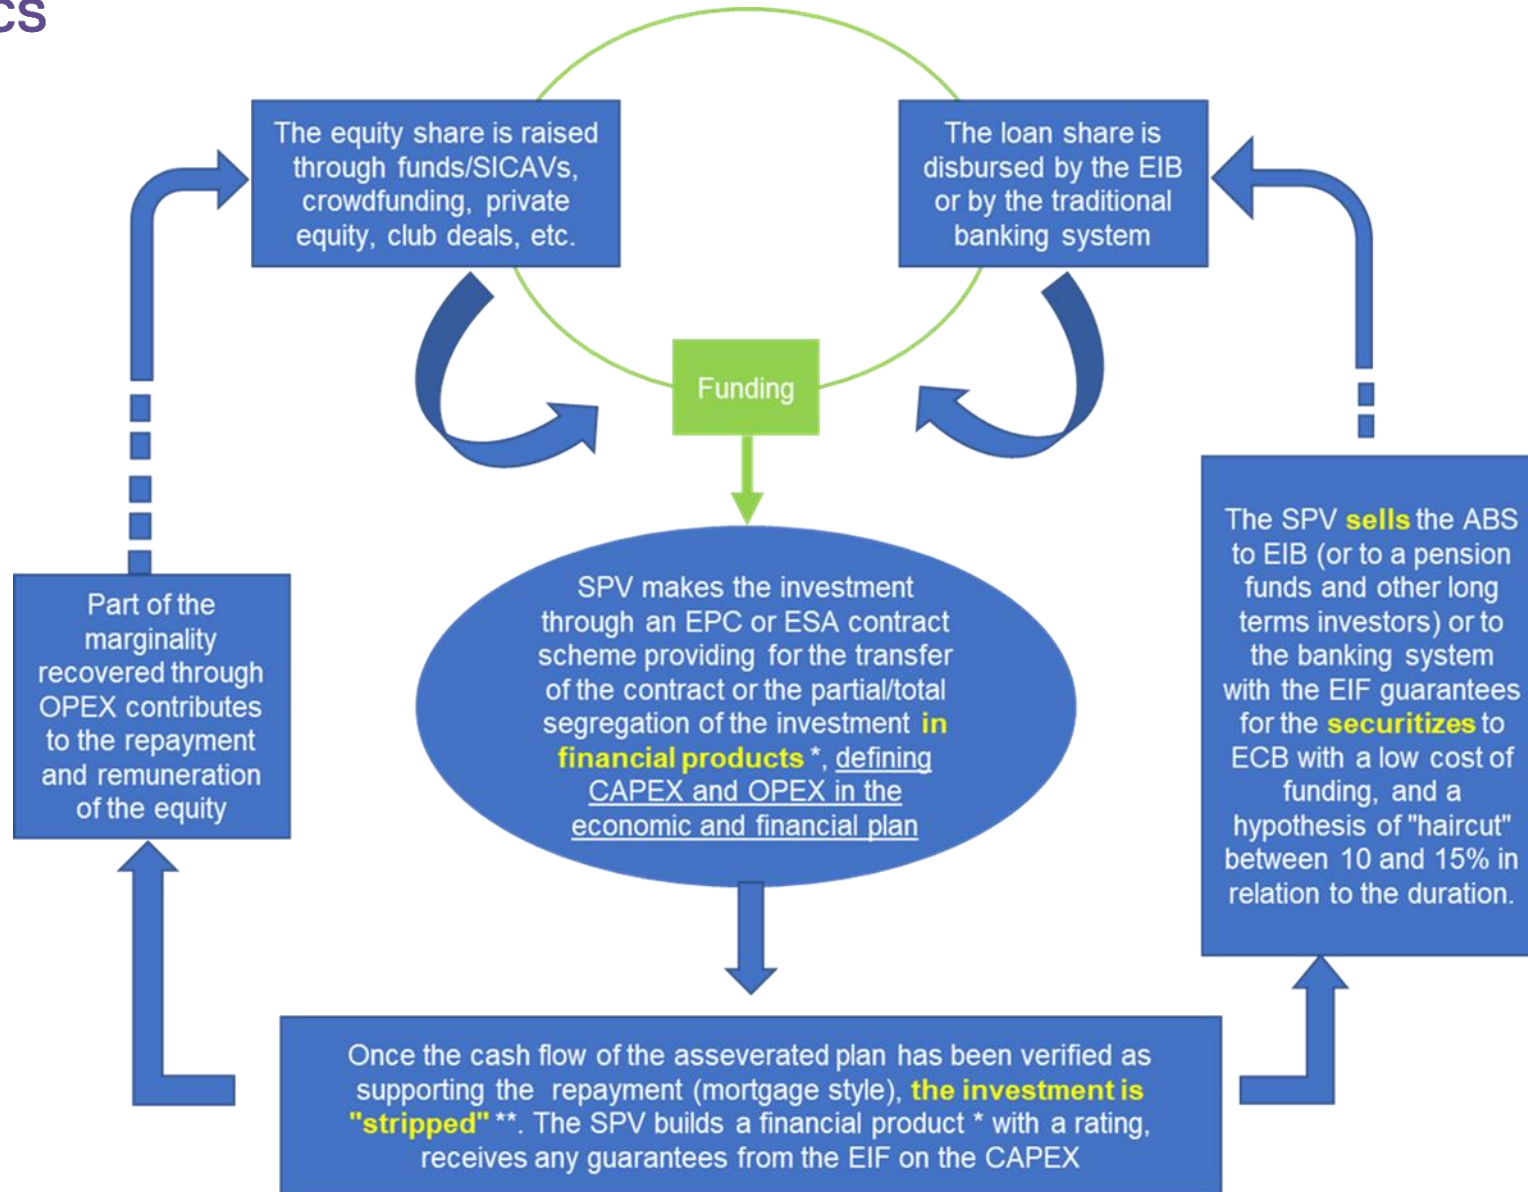 CS
The equity share is raised
through funds/SICAVs,
crowdfunding, private
equity, club deals, etc.
The loan share is
disbursed by the EIB
or by the traditional
banking system
Funding
SPV makes the investment
through an EPC or ESA contract
scheme providing for the transfer
of the contract or the partial/total
segregation of the investment in
financial products *, defining
CAPEX and OPEX in the
economic and financial plan
Part of the
marginality
recovered through
OPEX contributes
to the repayment
and remuneration
of the equity
The SPV sells the ABS
to EIB (or to a pension
funds and other long
terms investors) or to
the banking system
with the EIF guarantees
for the securitizes to
ECB with a low cost of
funding, and a
hypothesis of "haircut"
between 10 and 15% in
relation to the duration.
Once the cash flow of the asseverated plan has been verified as
supporting the repayment (mortgage style), the investment is
"stripped" **. The SPV builds a financial product * with a rating,
receives any guarantees from the EIF on the CAPEX